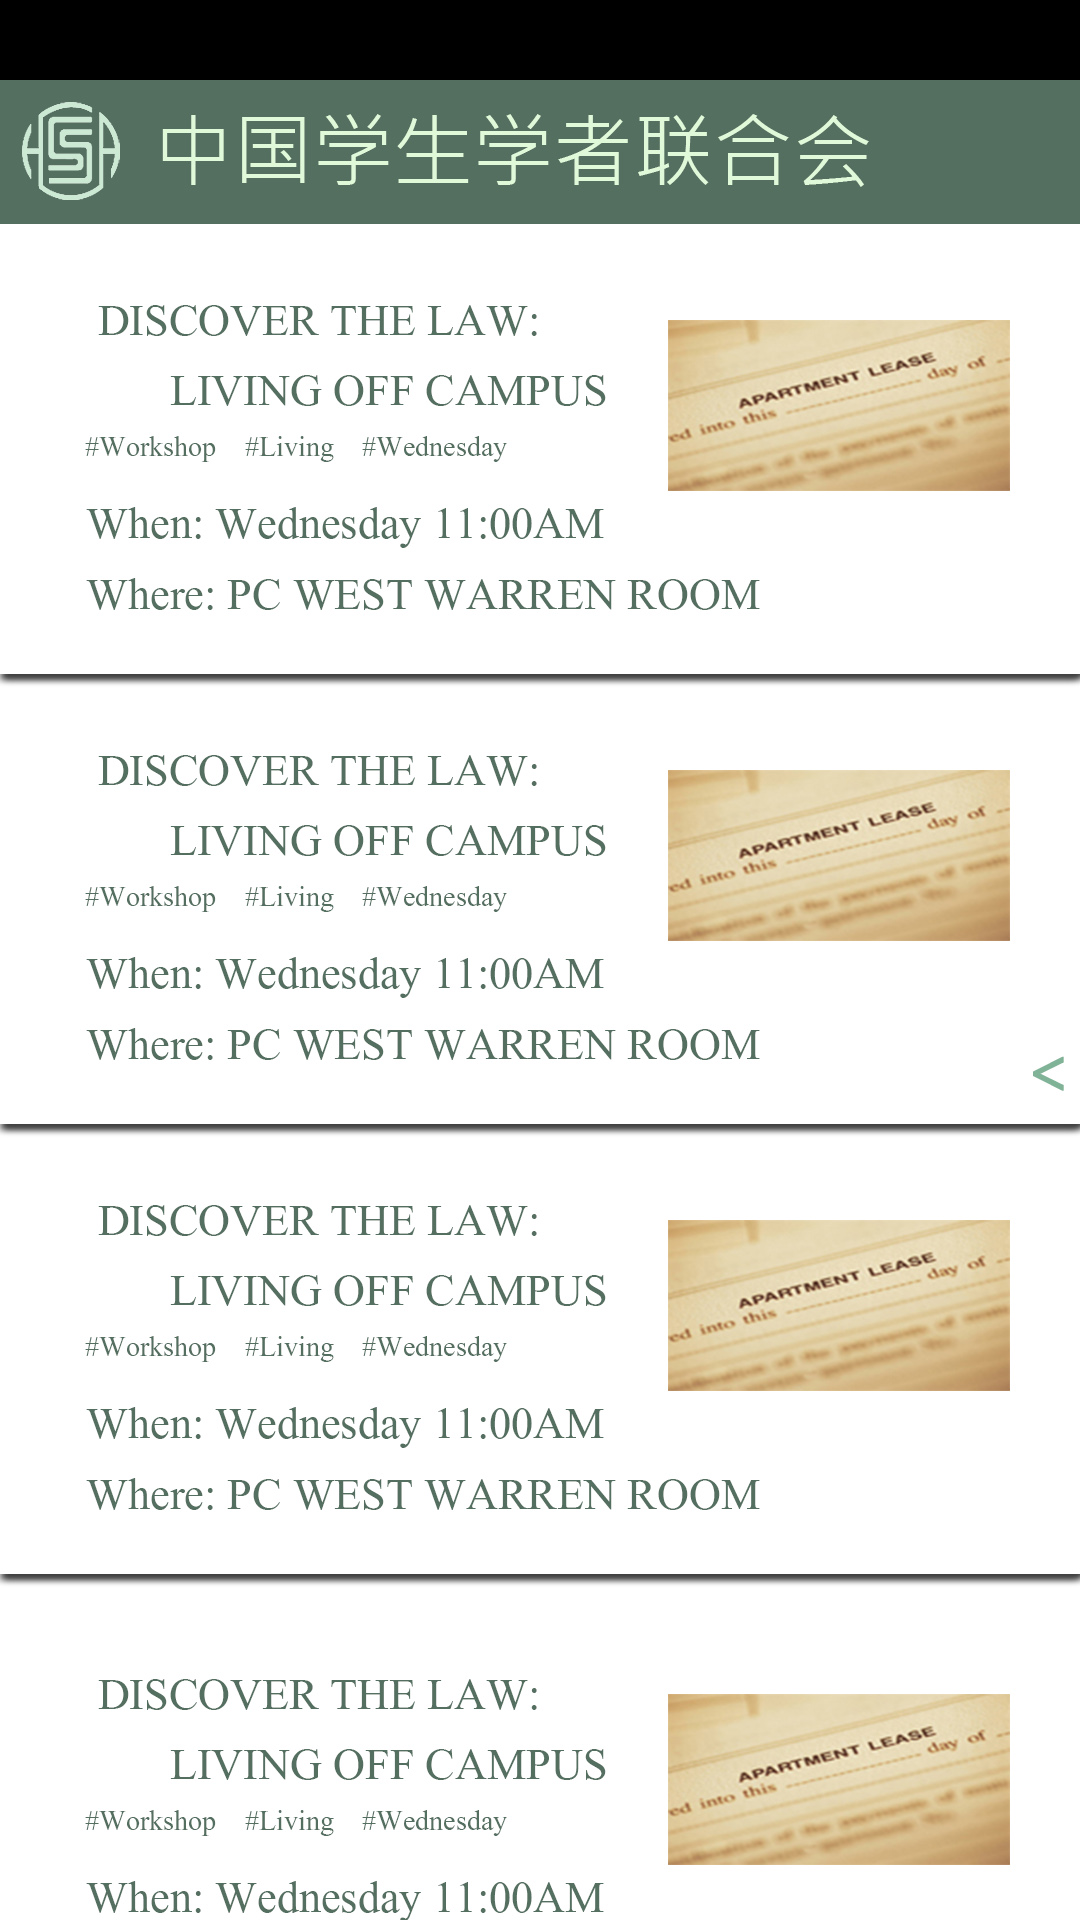 中国学生学者联合会
DISCOVER THE LAW:
LIVING OFF CAMPUS
#Workshop #Living #Wednesday
APARTMENT LEASE
ed into this day of
When: Wednesday 11:00AM
Where: PC WEST WARREN ROOM
DISCOVER THE LAW:
LIVING OFF CAMPUS
#Workshop #Living #Wednesday
APARTMENT LEASE
ed into this day of
When: Wednesday 11:00AM
Where: PC WEST WARREN ROOM
<
DISCOVER THE LAW:
LIVING OFF CAMPUS
#Workshop #Living #Wednesday
APARTMENT LEASE
ed into this day of
When: Wednesday 11:00AM
Where: PC WEST WARREN ROOM
DISCOVER THE LAW:
LIVING OFF CAMPUS
#Workshop #Living #Wednesday
APARTMENT LEASE
ed into this day of
When: Wednesday 11:00AM